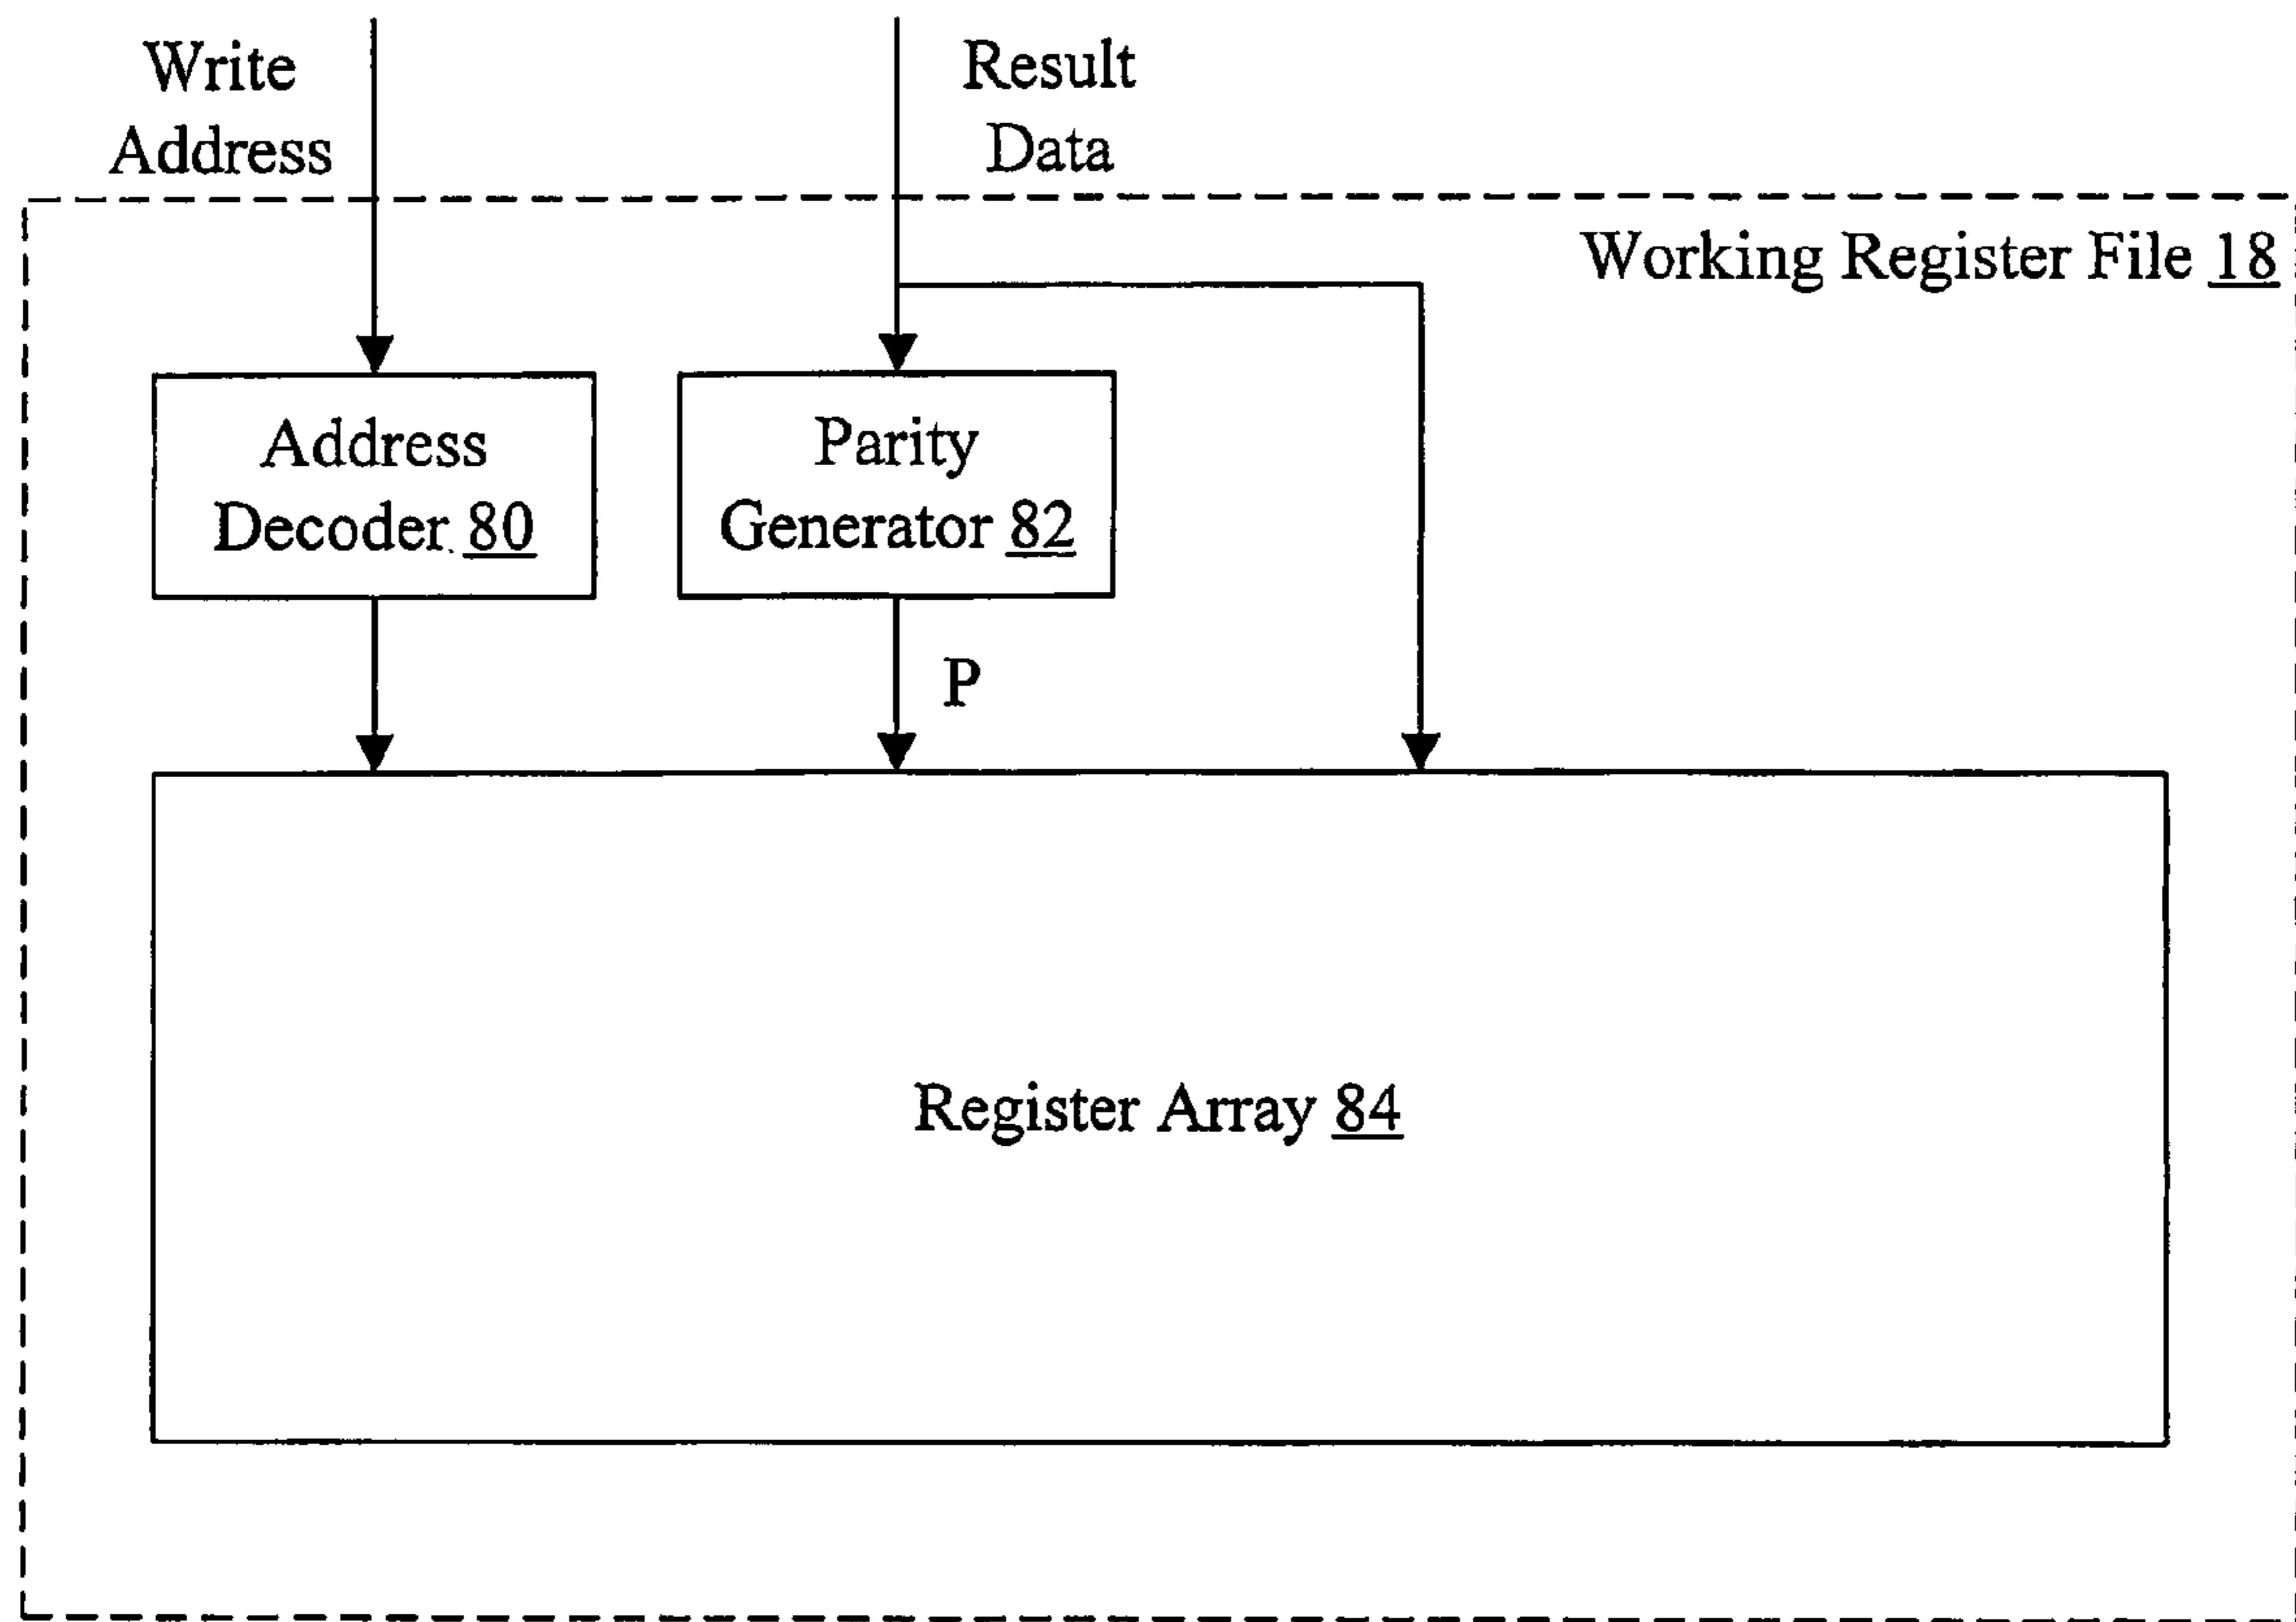 Write
Address
Result
Data
Working Register File 18
Address
Decoder 80
Parity
Generator 82
P
Register Array 84